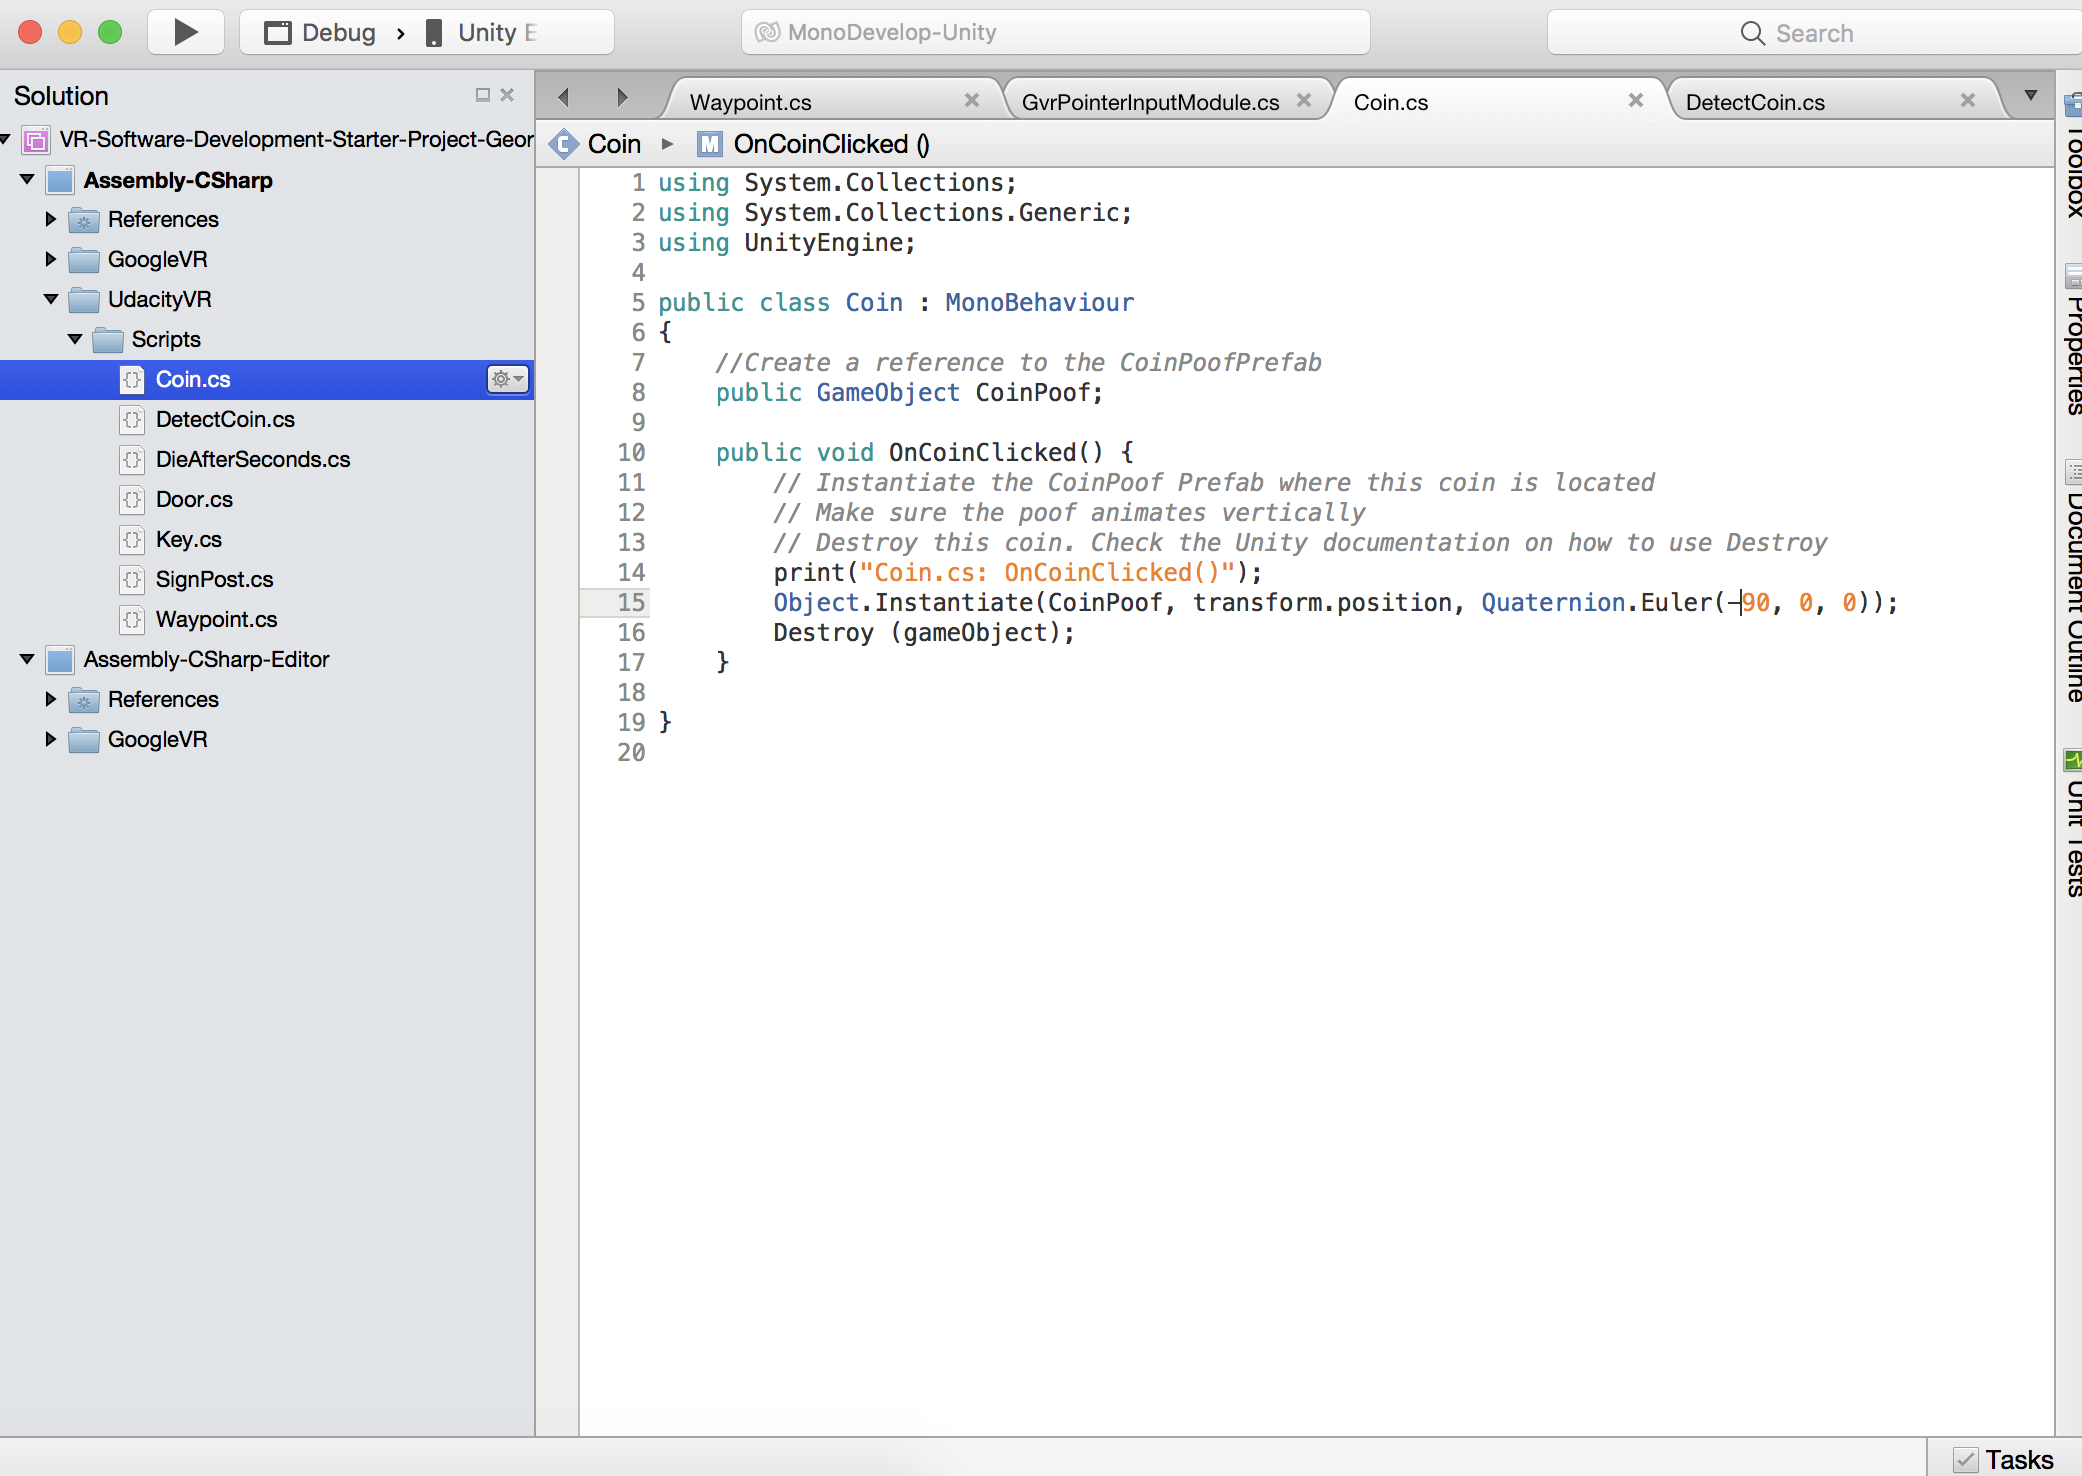 Debug › Unity E
MonoDevelop-Unity
Search
Solution
VR-Software-Development-Starter-Project-Geor
Assembly-CSharp
References
GoogleVR
UdacityVR
Scripts
Coin.cs
DetectCoin.cs
DieAfterSeconds.cs
Door.cs
Key.cs
SignPost.cs
Waypoint.cs
Assembly-CSharp-Editor
References
GoogleVR
Waypoint.cs
GvrPointerInputModule.cs
Coin.cs
DetectCoin.cs
C Coin M OnCoinClicked ()
1 using System.Collections;
2 using System.Collections.Generic;
3 using UnityEngine;
4
5 public class Coin : MonoBehaviour
6 {
7 //Create a reference to the CoinPoofPrefab
8 public GameObject CoinPoof;
9
10 public void OnCoinClicked() {
11 // Instantiate the CoinPoof Prefab where this coin is located
12 // Make sure the poof animates vertically
13 // Destroy this coin. Check the Unity documentation on how to use Destroy
14 print("Coin.cs: OnCoinClicked()");
15 Object.Instantiate(CoinPoof, transform.position, Quaternion.Euler(-90, 0, 0));
16 Destroy (gameObject);
17 }
18
19 }
20
Toolbox
Properties
Document Outline
Unit Tests
Tasks